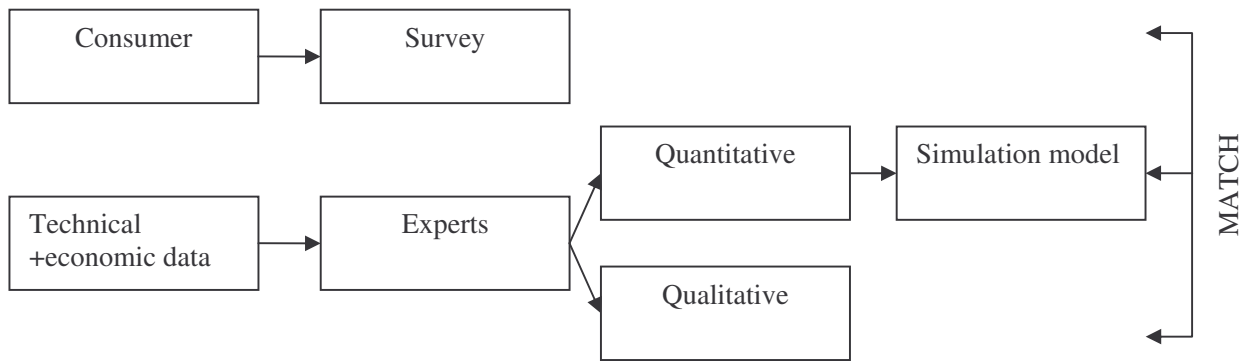 Consumer
Survey
Quantitative
Simulation model
MATCH
Technical
+economic data
Experts
Qualitative